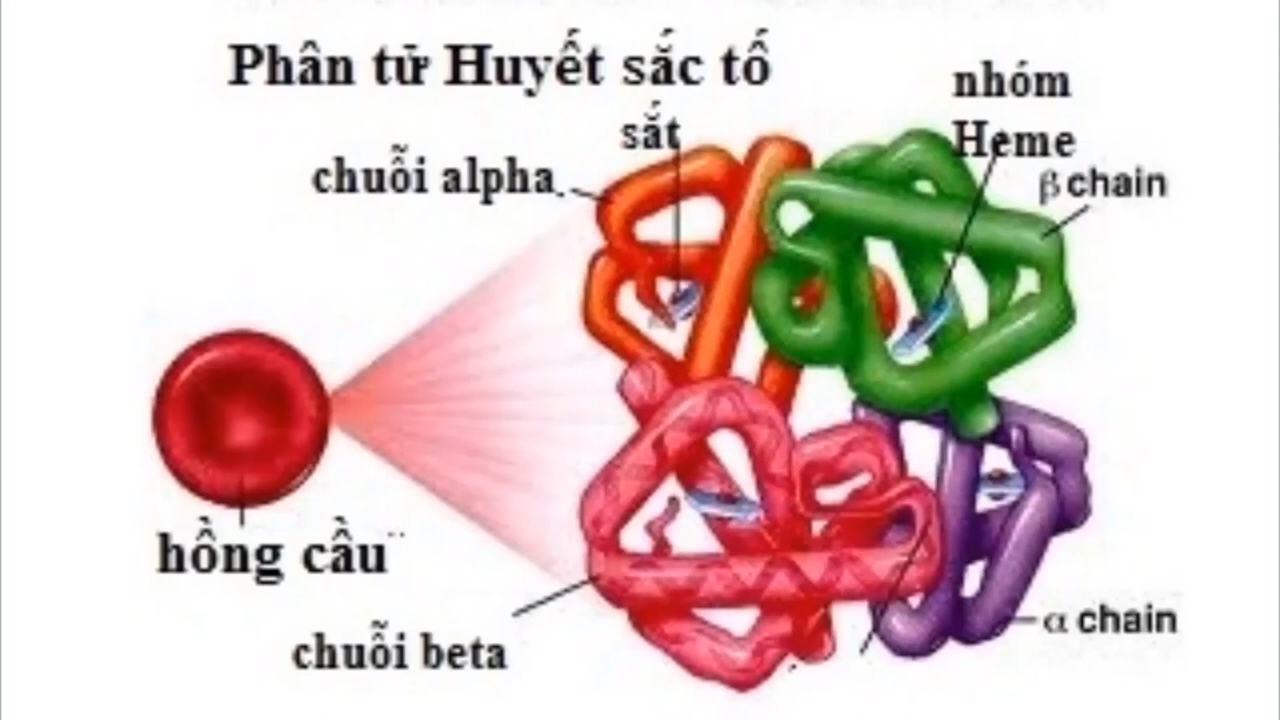 Phân tử Huyết sắc tố
nhóm
Heme
sắt
chuỗi alpha
β chain
hồng cầu
chuỗi beta
α chain